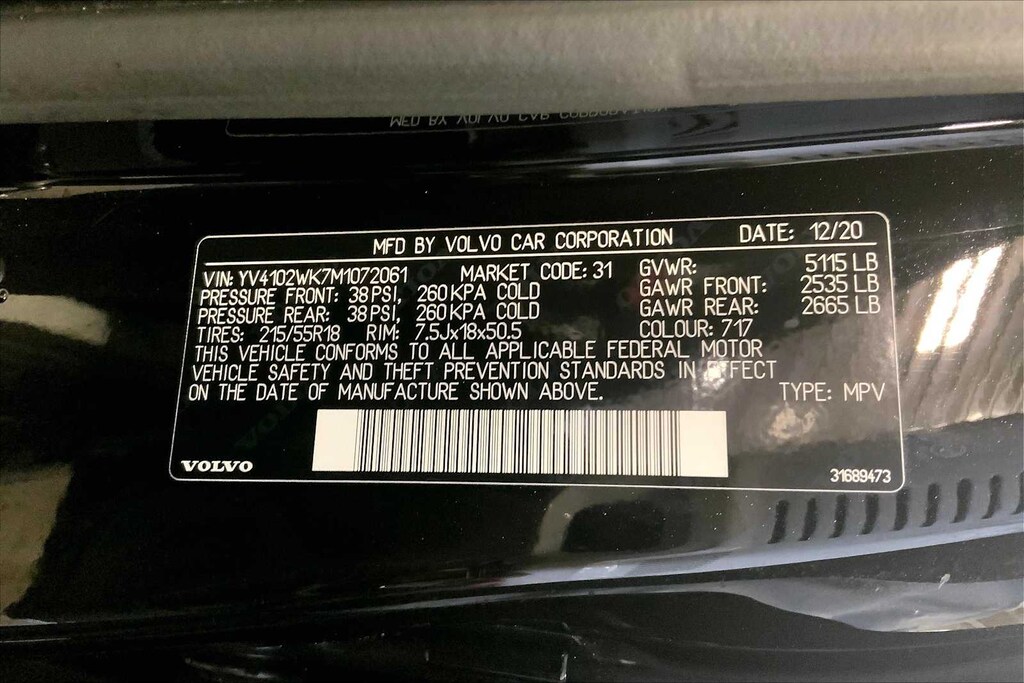 MFD BY VOLVO CAR CORPORATION DATE: 12/20
VIN: YV4102WK7M1072061 MARKET CODE: 31 GVWR: 5115 LB
PRESSURE FRONT: 38 PSI, 260 KPA COLD GAWR FRONT: 2535 LB
PRESSURE REAR: 38 PSI, 260 KPA COLD GAWR REAR: 2665 LB
TIRES: 215/55R18 RIM: 7.5Jx18x50.5 COLOUR: 717
THIS VEHICLE CONFORMS TO ALL APPLICABLE FEDERAL MOTOR
VEHICLE SAFETY AND THEFT PREVENTION STANDARDS IN EFFECT
ON THE DATE OF MANUFACTURE SHOWN ABOVE. TYPE: MPV
VOLVO 31689473